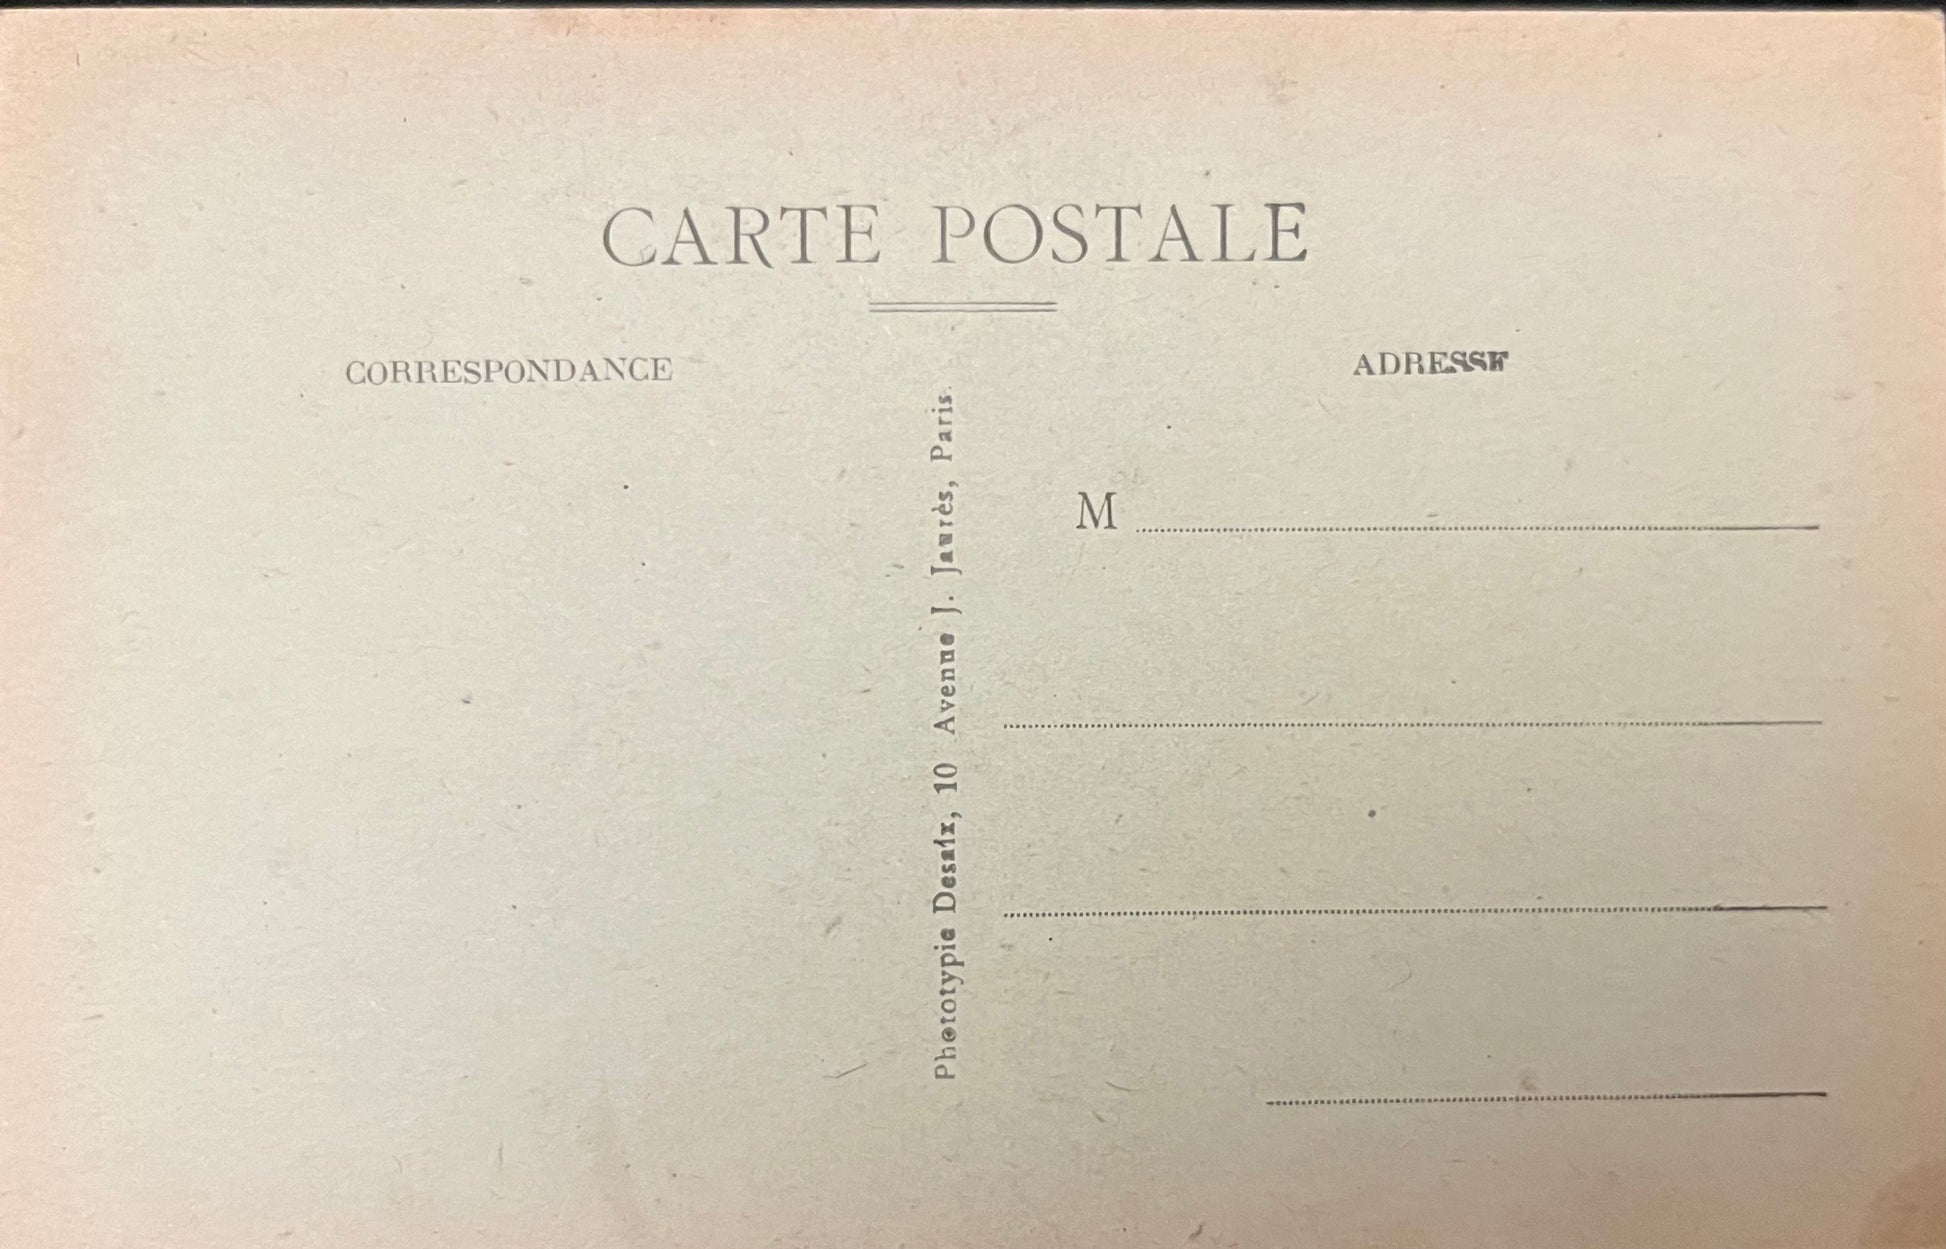 CARTE POSTALE
CORRESPONDANCE
ADRESSE
Phototypie Desaix, 10 Avenue J. Jaurès, Paris.
M